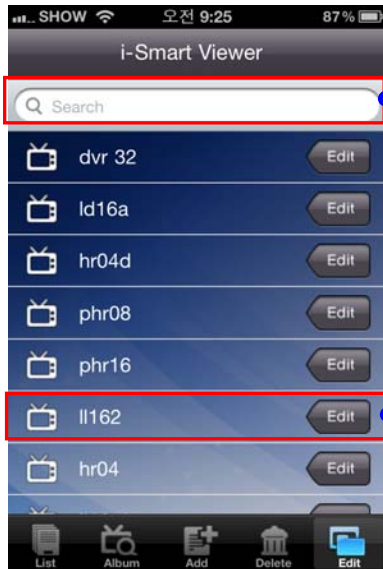 SHOW 오전 9:25 87%
i-Smart Viewer
Search
dvr 32 Edit
ld16a Edit
hr04d Edit
phr08 Edit
phr16 Edit
ll162 Edit
hr04 Edit
List Album Add Delete Edit